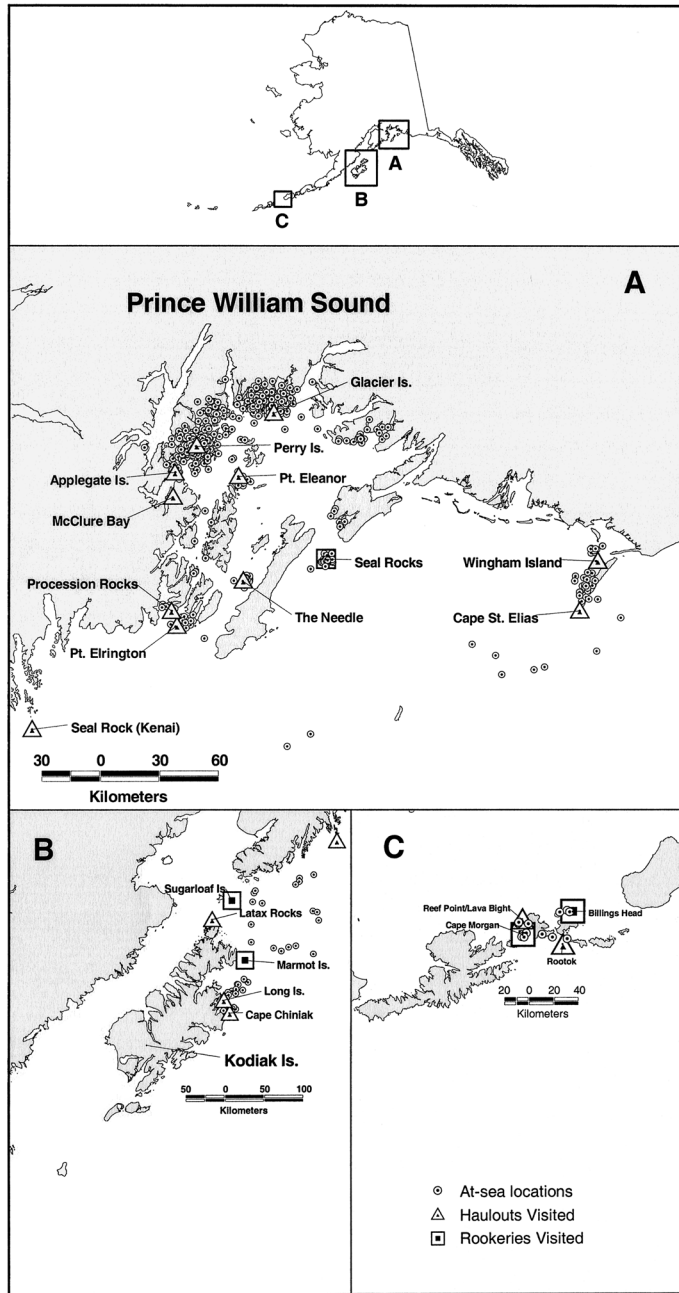 A
B
C
Prince William Sound
A
Glacier Is.
Perry Is.
Applegate Is.
Pt. Eleanor
McClure Bay
Seal Rocks
Wingham Island
Procession Rocks
The Needle
Cape St. Elias
Pt. Elrington
Seal Rock (Kenai)
30 0 30 60
Kilometers
B
Sugarloaf Is.
Latax Rocks
Marmot Is.
Long Is.
Cape Chiniak
Kodiak Is.
50 0 50 100
Kilometers
C
Reef Point/Lava Bight
Billings Head
Cape Morgan
Rootok
20 0 20 40
Kilometers
At-sea locations
Haulouts Visited
Rookeries Visited